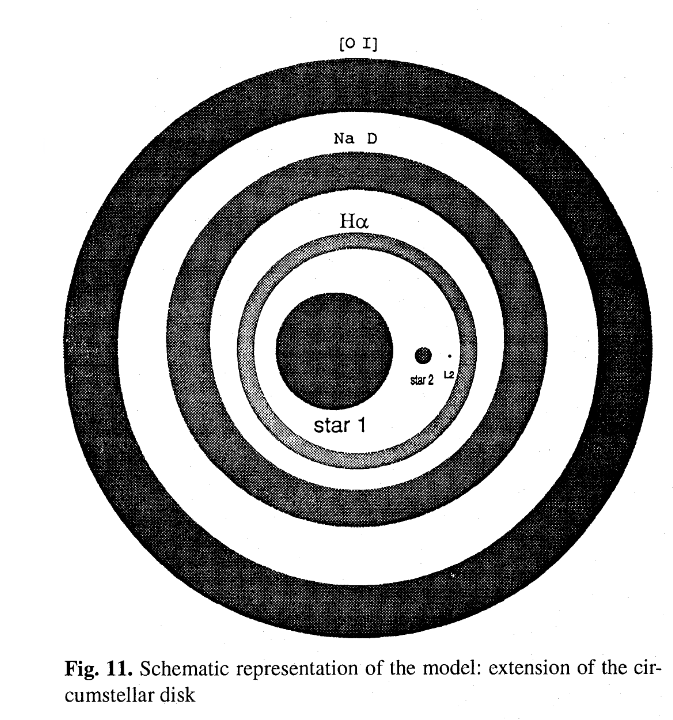 [O I]
Na D
Hα
star 2
L2
star 1
Fig. 11. Schematic representation of the model: extension of the cir-
cumstellar disk